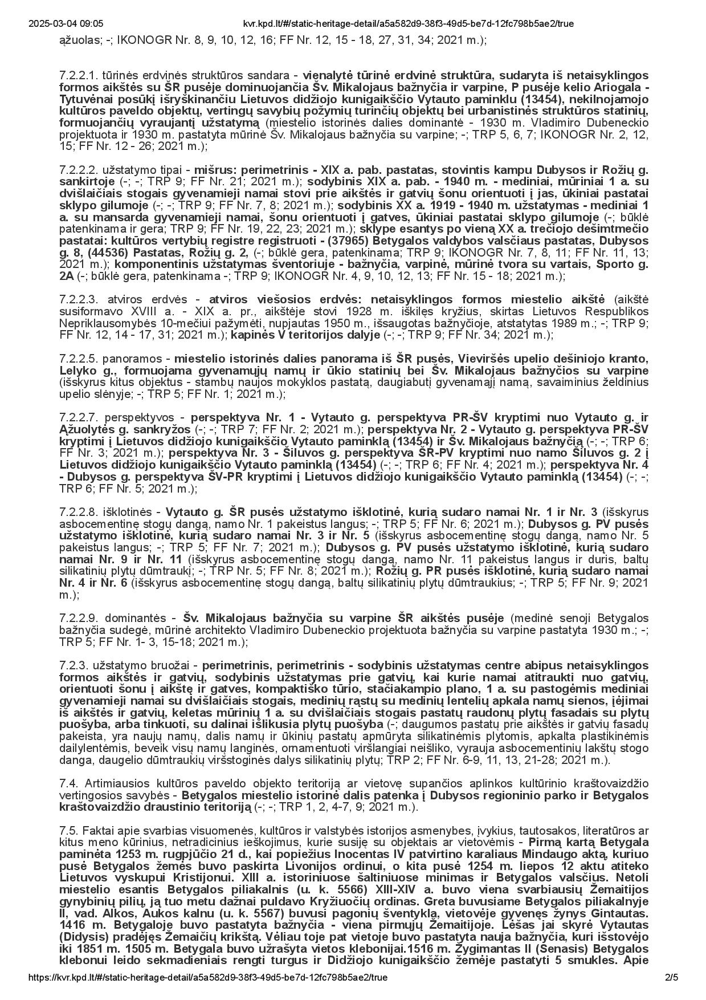 2025-03-04 09:05
kvr.kpd.lt/#/static-heritage-detail/a5a582d9-38f3-49d5-be7d-12fc798b5ae2/true
ąžuolas; -; IKONOGR Nr. 8, 9, 10, 12, 16; FF Nr. 12, 15 - 18, 27, 31, 34; 2021 m.);
7.2.2.1. tūrinės erdvinės struktūros sandara - vienalytė tūrinė erdvinė struktūra, sudaryta iš netaisyklingos
formos aikštės su ŠR pusėje dominuojančia Šv. Mikalojaus bažnyčia ir varpine, P pusėje kelio Ariogala -
Tytuvėnai posūkį išryškinančiu Lietuvos didžiojo kunigaikščio Vytauto paminklu (13454), nekilnojamojo
kultūros paveldo objektų, vertingų savybių požymių turinčių objektų bei urbanistinės struktūros statinių,
formuojančių vyraujantį užstatymą (miestelio istorinės dalies dominantė - 1930 m. Vladimiro Dubeneckio
projektuota ir 1930 m. pastatyta mūrinė Šv. Mikalojaus bažnyčia su varpine; -; TRP 5, 6, 7; IKONOGR Nr. 2, 12,
15; FF Nr. 12 - 26; 2021 m.);
7.2.2.2. užstatymo tipai - mišrus: perimetrinis - XIX a. pab. pastatas, stovintis kampu Dubysos ir Rožių g.
sankirtoje (-; -; TRP 9; FF Nr. 21; 2021 m.); sodybinis XIX a. pab. - 1940 m. - mediniai, mūriniai 1 a. su
dvišlaičiais stogais gyvenamieji namai stovi prie aikštės ir gatvių šonu orientuoti į jas, ūkiniai pastatai
sklypo gilumoje (-; -; TRP 9; FF Nr. 7, 8; 2021 m.); sodybinis XX a. 1919 - 1940 m. užstatymas - mediniai 1
a. su mansarda gyvenamieji namai, šonu orientuoti į gatves, ūkiniai pastatai sklypo gilumoje (-; būklė
patenkinama ir gera; TRP 9; FF Nr. 19, 22, 23; 2021 m.); sklype esantys po vieną XX a. trečiojo dešimtmečio
pastatai: kultūros vertybių registre registruoti - (37965) Betygalos valdybos valsčiaus pastatas, Dubysos
g. 8, (44536) Pastatas, Rožių g. 2, (-; būklė gera, patenkinama; TRP 9; IKONOGR Nr. 7, 8, 11; FF Nr. 11, 13;
2021 m.); komponentinis užstatymas šventoriuje - bažnyčia, varpinė, mūrinė tvora su vartais, Sporto g.
2A (-; būklė gera, patenkinama -; TRP 9; IKONOGR Nr. 4, 9, 10, 12, 13; FF Nr. 15 - 18; 2021 m.);
7.2.2.3. atviros erdvės - atviros viešosios erdvės: netaisyklingos formos miestelio aikštė (aikštė
susiformavo XVIII a. - XIX a. pr., aikštėje stovi 1928 m. iškilęs kryžius, skirtas Lietuvos Respublikos
Nepriklausomybės 10-mečiui pažymėti, nupjautas 1950 m., išsaugotas bažnyčioje, atstatytas 1989 m.; -; TRP 9;
FF Nr. 12, 14 - 17, 31; 2021 m.); kapinės V teritorijos dalyje (-; -; TRP 9; FF Nr. 34; 2021 m.);
7.2.2.5. panoramos - miestelio istorinės dalies panorama iš ŠR pusės, Vieviršės upelio dešiniojo kranto,
Lelyko g., formuojama gyvenamųjų namų ir ūkio statinių bei Šv. Mikalojaus bažnyčios su varpine
(išskyrus kitus objektus - stambų naujos mokyklos pastatą, daugiabutį gyvenamąjį namą, savaiminius želdinius
upelio slėnyje; -; TRP 5; FF Nr. 1; 2021 m.);
7.2.2.7. perspektyvos - perspektyva Nr. 1 - Vytauto g. perspektyva PR-ŠV kryptimi nuo Vytauto g. ir
Ąžuolytės g. sankryžos (-; -; TRP 7; FF Nr. 2; 2021 m.); perspektyva Nr. 2 - Vytauto g. perspektyva PR-ŠV
kryptimi į Lietuvos didžiojo kunigaikščio Vytauto paminklą (13454) ir Šv. Mikalojaus bažnyčią (-; -; TRP 6;
FF Nr. 3; 2021 m.); perspektyva Nr. 3 - Šiluvos g. perspektyva ŠR-PV kryptimi nuo namo Šiluvos g. 2 į
Lietuvos didžiojo kunigaikščio Vytauto paminklą (13454) (-; -; TRP 6; FF Nr. 4; 2021 m.); perspektyva Nr. 4
- Dubysos g. perspektyva ŠV-PR kryptimi į Lietuvos didžiojo kunigaikščio Vytauto paminklą (13454) (-; -;
TRP 6; FF Nr. 5; 2021 m.);
7.2.2.8. išklotinės - Vytauto g. ŠR pusės užstatymo išklotinė, kurią sudaro namai Nr. 1 ir Nr. 3 (išskyrus
asbocementinę stogų dangą, namo Nr. 1 pakeistus langus; -; TRP 5; FF Nr. 6; 2021 m.); Dubysos g. PV pusės
užstatymo išklotinė, kurią sudaro namai Nr. 3 ir Nr. 5 (išskyrus asbocementinę stogų dangą, namo Nr. 5
pakeistus langus; -; TRP 5; FF Nr. 7; 2021 m.); Dubysos g. PV pusės užstatymo išklotinė, kurią sudaro
namai Nr. 9 ir Nr. 11 (išskyrus asbocementinę stogų dangą, namo Nr. 11 pakeistus langus ir duris, baltų
silikatinių plytų dūmtraukį; -; TRP Nr. 5; FF Nr. 8; 2021 m.); Rožių g. PR pusės išklotinė, kurią sudaro namai
Nr. 4 ir Nr. 6 (išskyrus asbocementinę stogų dangą, baltų silikatinių plytų dūmtraukius; -; TRP 5; FF Nr. 9; 2021
m.);
7.2.2.9. dominantės - Šv. Mikalojaus bažnyčia su varpine ŠR aikštės pusėje (medinė senoji Betygalos
bažnyčia sudegė, mūrinė architekto Vladimiro Dubeneckio projektuota bažnyčia su varpine pastatyta 1930 m.; -;
TRP 5; FF Nr. 1- 3, 15-18; 2021 m.);
7.2.3. užstatymo bruožai - perimetrinis, perimetrinis - sodybinis užstatymas centre abipus netaisyklingos
formos aikštės ir gatvių, sodybinis užstatymas prie gatvių, kai kurie namai atitraukti nuo gatvių,
orientuoti šonu į aikštę ir gatves, kompaktiško tūrio, stačiakampio plano, 1 a. su pastogėmis mediniai
gyvenamieji namai su dvišlaičiais stogais, medinių rąstų su medinių lentelių apkala namų sienos, įėjimai
iš aikštės ir gatvių, keletas mūrinių 1 a. su dvišlaičiais stogais pastatų raudonų plytų fasadais su plytų
puošyba, arba tinkuoti, su dalinai išlikusia plytų puošyba (-; daugumos pastatų prie aikštės ir gatvių fasadų
pakeista, yra naujų namų, dalis namų ir ūkinių pastatų apmūryta silikatinėmis plytomis, apkalta plastikinėmis
dailylentėmis, beveik visų namų langinės, ornamentuoti viršlangiai neišliko, vyrauja asbocementinių lakštų stogo
danga, daugelio dūmtraukių viršstoginės dalys silikatinių plytų; TRP 2; FF Nr. 6-9, 11, 13, 21-28; 2021 m.).
7.4. Artimiausios kultūros paveldo objekto teritoriją ar vietovę supančios aplinkos kultūrinio kraštovaizdžio
vertingosios savybės - Betygalos miestelio istorinė dalis patenka į Dubysos regioninio parko ir Betygalos
kraštovaizdžio draustinio teritoriją (-; -; TRP 1, 2, 4-7, 9; 2021 m.).
7.5. Faktai apie svarbias visuomenės, kultūros ir valstybės istorijos asmenybes, įvykius, tautosakos, literatūros ar
kitus meno kūrinius, netradicinius ieškojimus, kurie susiję su objektais ar vietovėmis - Pirmą kartą Betygala
paminėta 1253 m. rugpjūčio 21 d., kai popiežius Inocentas IV patvirtino karaliaus Mindaugo aktą, kuriuo
pusė Betygalos žemės buvo paskirta Livonijos ordinui, o kita pusė 1254 m. liepos 12 aktu atiteko
Lietuvos vyskupui Kristijonui. XIII a. istoriniuose šaltiniuose minimas ir Betygalos valsčius. Netoli
miestelio esantis Betygalos piliakalnis (u. k. 5566) XIII-XIV a. buvo viena svarbiausių Žemaitijos
gynybinių pilių, ją tuo metu dažnai puldavo Kryžiuočių ordinas. Greta buvusiame Betygalos piliakalnyje
II, vad. Alkos, Aukos kalnu (u. k. 5567) buvusi pagonių šventykla, vietovėje gyvenęs žynys Gintautas.
1416 m. Betygaloje buvo pastatyta bažnyčia - viena pirmųjų Žemaitijoje. Lėšas jai skyrė Vytautas
(Didysis) pradėjęs Žemaičių krikštą. Vėliau toje pat vietoje buvo pastatyta nauja bažnyčia, kuri išstovėjo
iki 1851 m. 1505 m. Betygala buvo užrašyta vietos klebonijai.1516 m. Žygimantas II (Senasis) Betygalos
klebonui leido sekmadieniais rengti turgus ir Didžiojo kunigaikščio žemėje pastatyti 5 smukles. Apie
https://kvr.kpd.lt/#/static-heritage-detail/a5a582d9-38f3-49d5-be7d-12fc798b5ae2/true
2/5